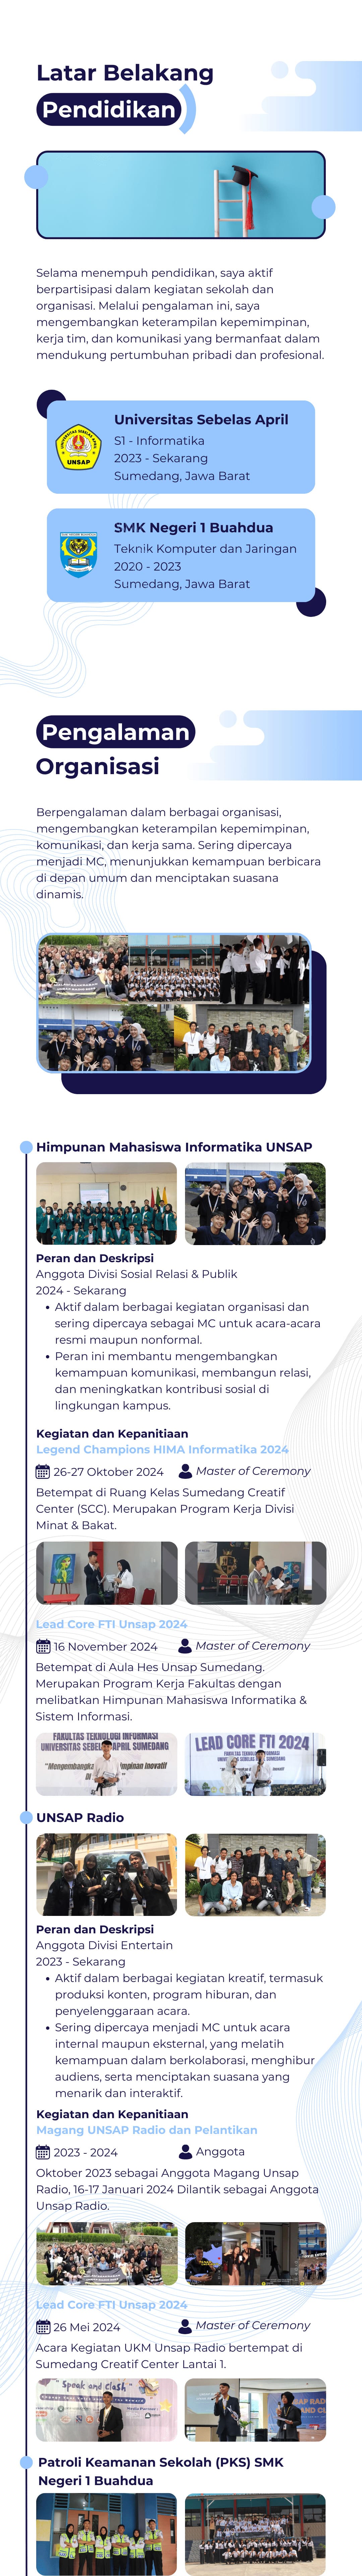 Latar Belakang
Pendidikan
Selama menempuh pendidikan, saya aktif
berpartisipasi dalam kegiatan sekolah dan
organisasi. Melalui pengalaman ini, saya
mengembangkan keterampilan kepemimpinan,
kerja tim, dan komunikasi yang bermanfaat dalam
mendukung pertumbuhan pribadi dan profesional.
UNSAP
Universitas Sebelas April
S1 - Informatika
2023 - Sekarang
Sumedang, Jawa Barat
SMK Negeri 1 Buahdua
Teknik Komputer dan Jaringan
2020 - 2023
Sumedang, Jawa Barat
Pengalaman
Organisasi
Berpengalaman dalam berbagai organisasi,
mengembangkan keterampilan kepemimpinan,
komunikasi, dan kerja sama. Sering dipercaya
menjadi MC, menunjukkan kemampuan berbicara
di depan umum dan menciptakan suasana
dinamis.
Himpunan Mahasiswa Informatika UNSAP
Peran dan Deskripsi
Anggota Divisi Sosial Relasi & Publik
2024 - Sekarang
• Aktif dalam berbagai kegiatan organisasi dan
sering dipercaya sebagai MC untuk acara-acara
resmi maupun nonformal.
• Peran ini membantu mengembangkan
kemampuan komunikasi, membangun relasi,
dan meningkatkan kontribusi sosial di
lingkungan kampus.
Kegiatan dan Kepanitiaan
Legend Champions HIMA Informatika 2024
26-27 Oktober 2024 Master of Ceremony
Betempat di Ruang Kelas Sumedang Creatif
Center (SCC). Merupakan Program Kerja Divisi
Minat & Bakat.
Lead Core FTI Unsap 2024
16 November 2024 Master of Ceremony
Betempat di Aula Hes Unsap Sumedang.
Merupakan Program Kerja Fakultas dengan
melibatkan Himpunan Mahasiswa Informatika &
Sistem Informasi.
FAKULTAS TEKNOLOGI INFORMASI
UNIVERSITAS SEBELAS APRIL SUMEDANG
LEAD CORE FTI 2024
UNSAP Radio
Peran dan Deskripsi
Anggota Divisi Entertain
2023 - Sekarang
• Aktif dalam berbagai kegiatan kreatif, termasuk
produksi konten, program hiburan, dan
penyelenggaraan acara.
• Sering dipercaya menjadi MC untuk acara
internal maupun eksternal, yang melatih
kemampuan dalam berkolaborasi, menghibur
audiens, serta menciptakan suasana yang
menarik dan interaktif.
Kegiatan dan Kepanitiaan
Magang UNSAP Radio dan Pelantikan
2023 - 2024 Anggota
Oktober 2023 sebagai Anggota Magang Unsap
Radio, 16-17 Januari 2024 Dilantik sebagai Anggota
Unsap Radio.
Lead Core FTI Unsap 2024
26 Mei 2024 Master of Ceremony
Acara Kegiatan UKM Unsap Radio bertempat di
Sumedang Creatif Center Lantai 1.
Speak and Clash
Patroli Keamanan Sekolah (PKS) SMK
Negeri 1 Buahdua